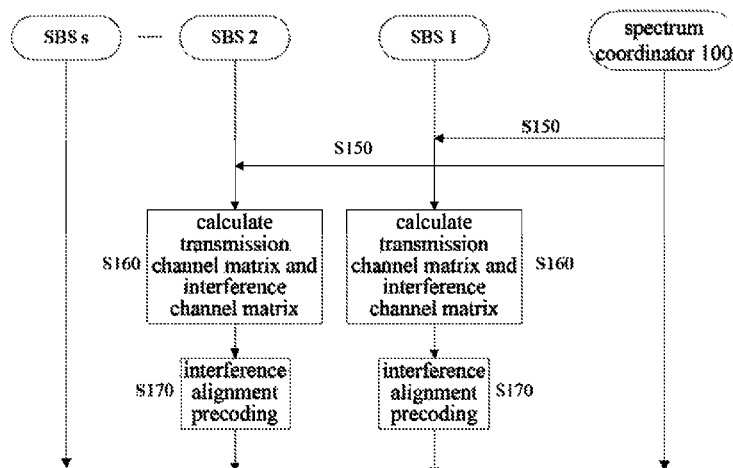 SBS s
SBS 2
SBS 1
spectrum
coordinator 100
S150
S150
calculate
transmission
channel matrix and
interference
channel matrix
S160
calculate
transmission
channel matrix and
interference
channel matrix
S160
interference
alignment
precoding
S170
interference
alignment
precoding
S170